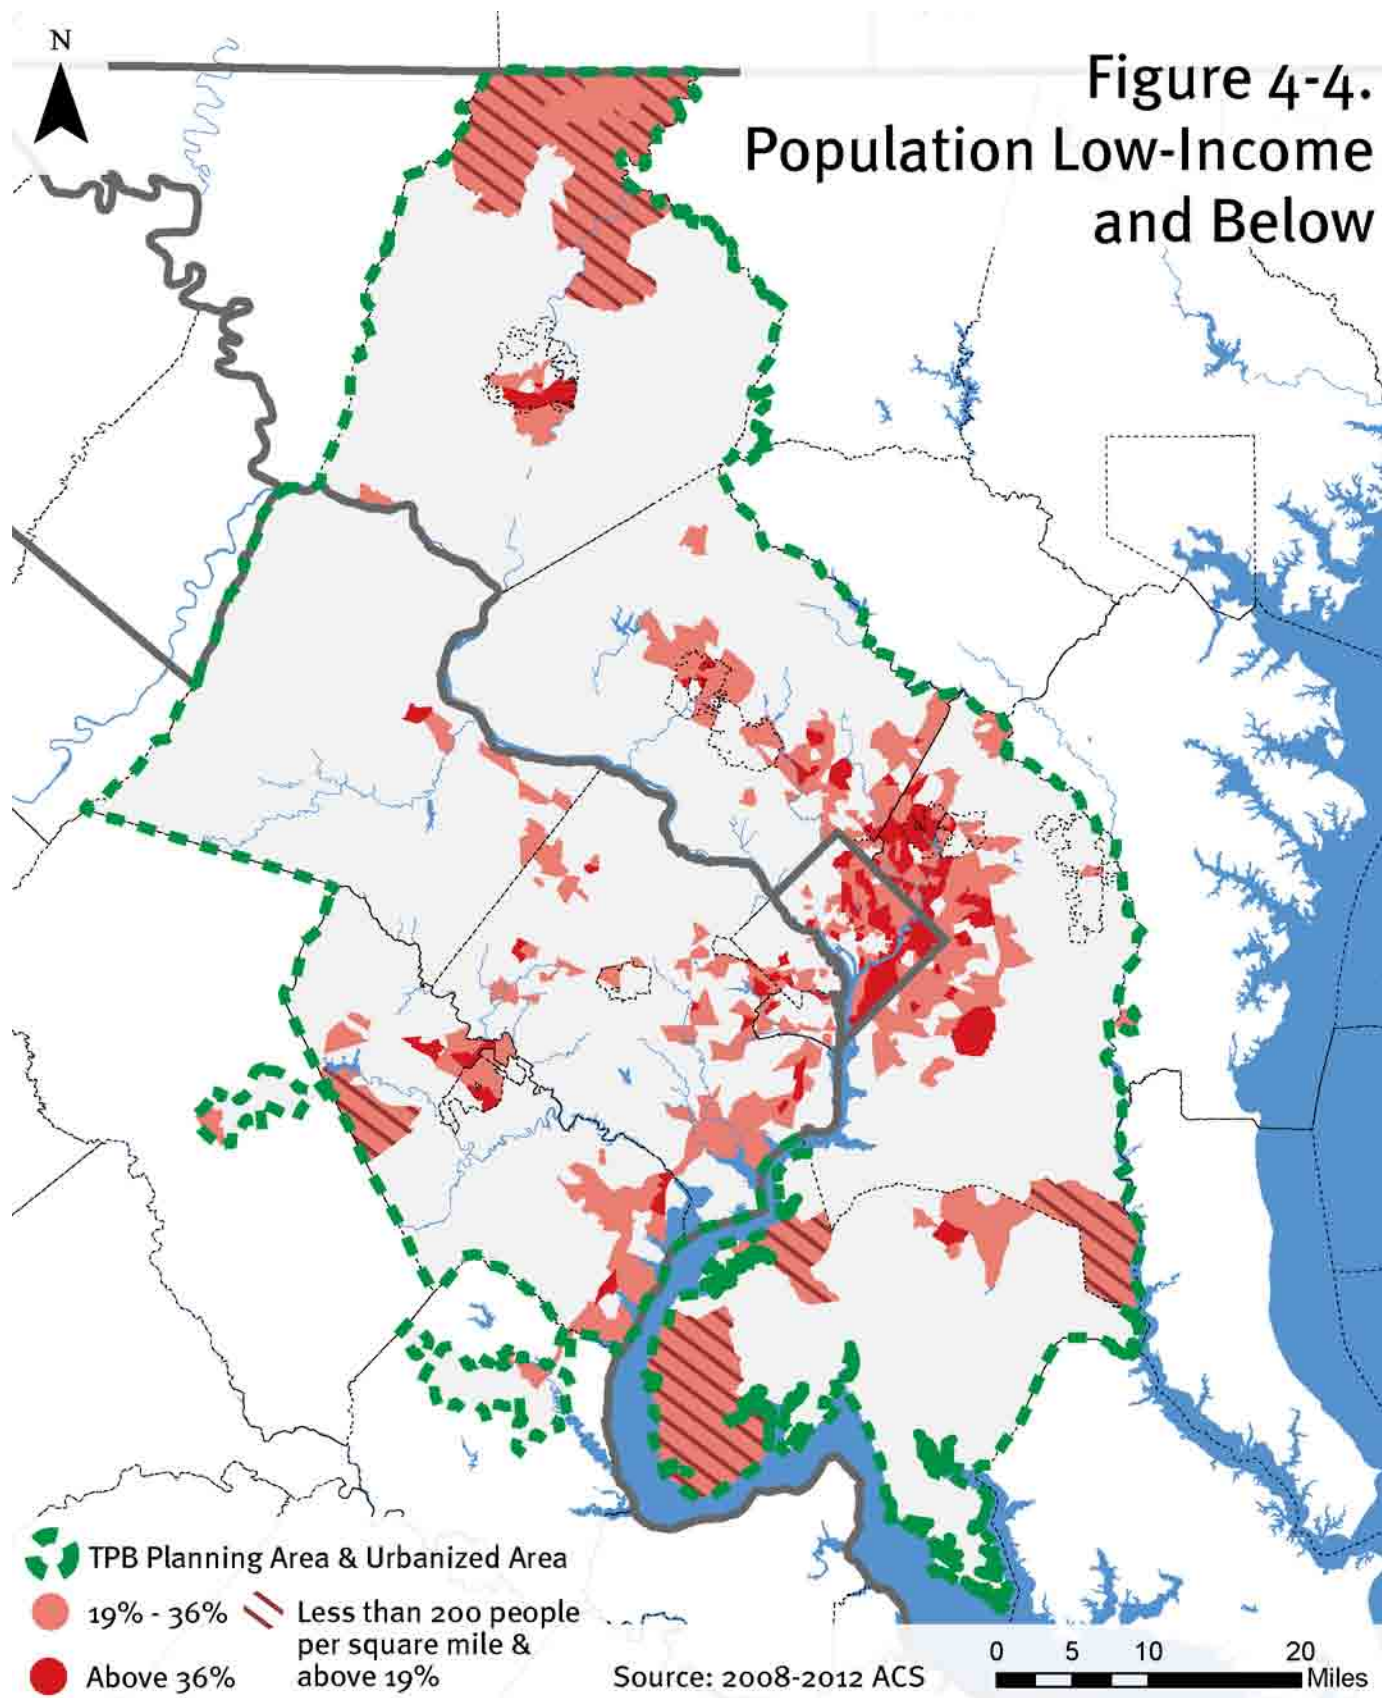 N
Figure 4-4.
Population Low-Income
and Below
TPB Planning Area & Urbanized Area
19% - 36%
Less than 200 people
per square mile &
above 19%
Above 36%
Source: 2008-2012 ACS
0 5 10 20
Miles